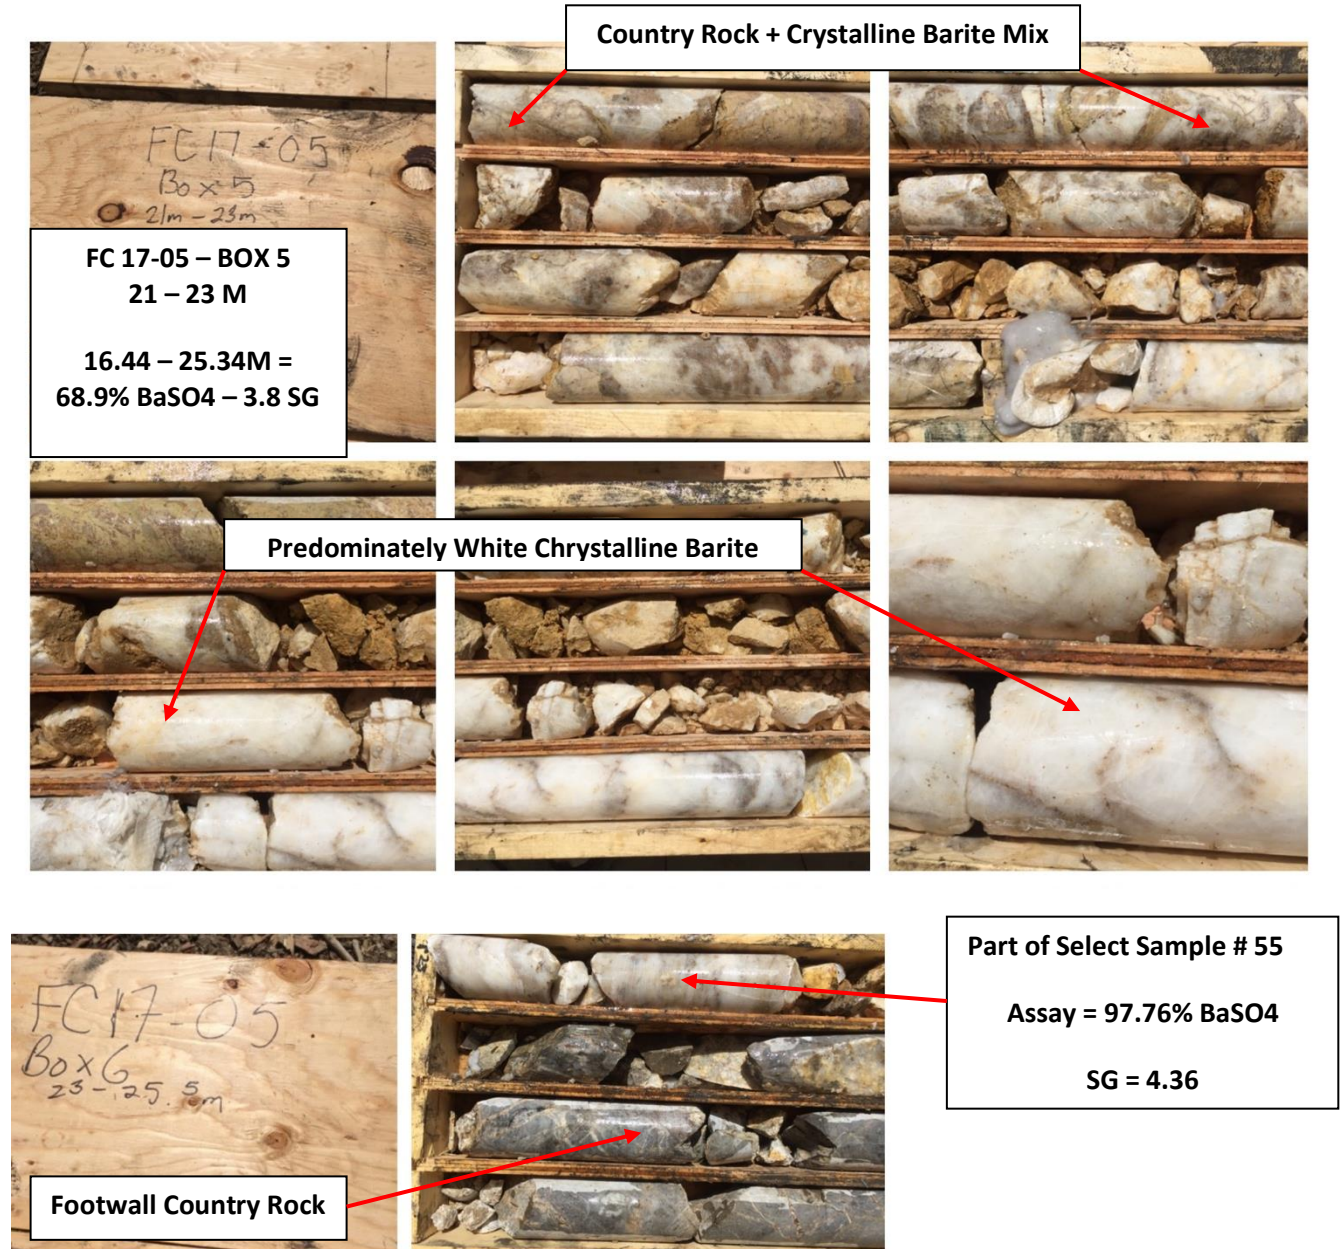 Country Rock + Crystalline Barite Mix
FC17-05
Box 5
21m - 23m
FC 17-05 – BOX 5
21 – 23 M
16.44 – 25.34M =
68.9% BaSO4 – 3.8 SG
Predominately White Chrystalline Barite
Part of Select Sample # 55
Assay = 97.76% BaSO4
SG = 4.36
FC17-05
Box 6
23 - 25.5m
Footwall Country Rock